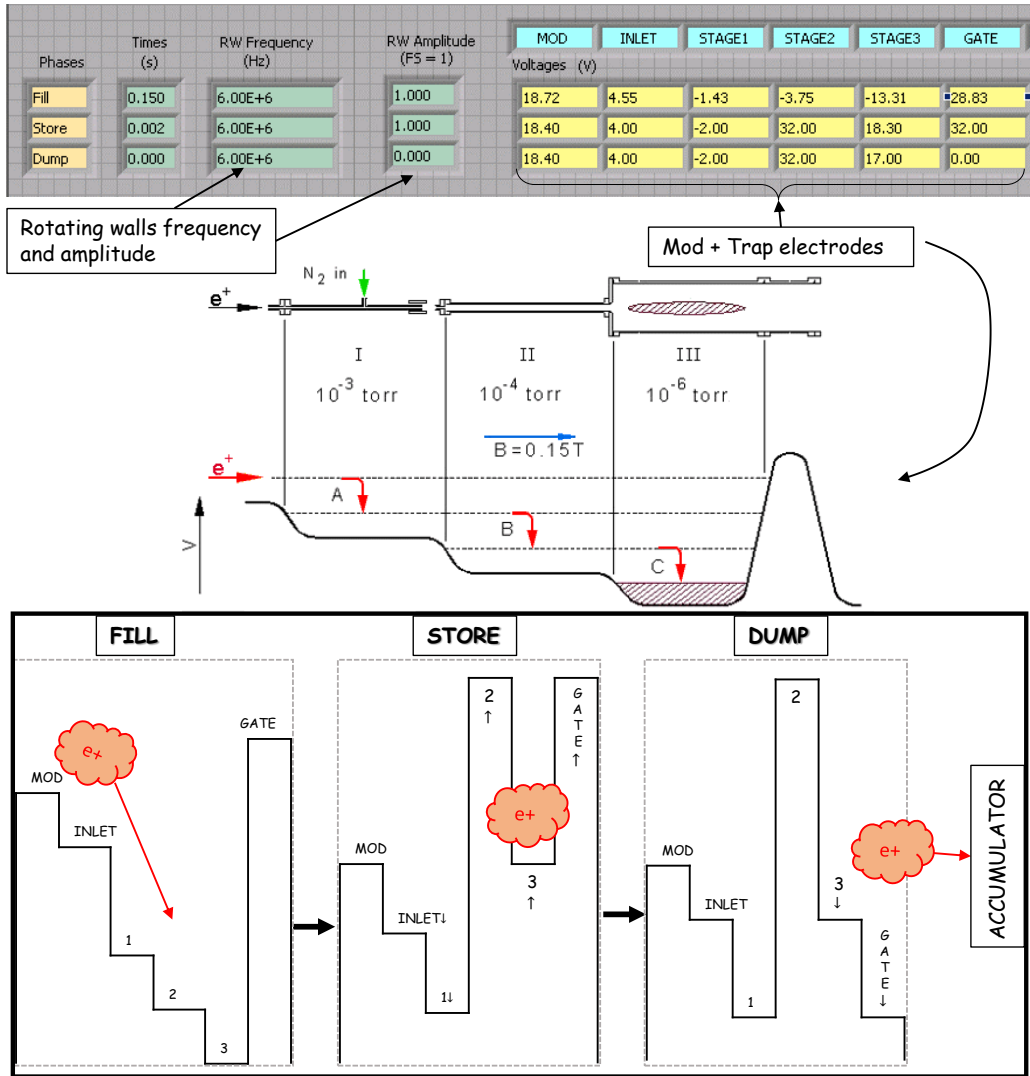 Phases
Times
(s)
RW Frequency
(Hz)
RW Amplitude
(FS = 1)
MOD INLET STAGE1 STAGE2 STAGE3 GATE
Voltages (V)
Fill 0.150 6.00E+6 1.000 18.72 4.55 -1.43 -3.75 -13.31 28.83
Store 0.002 6.00E+6 1.000 18.40 4.00 -2.00 32.00 18.30 32.00
Dump 0.000 6.00E+6 0.000 18.40 4.00 -2.00 32.00 17.00 0.00
Rotating walls frequency
and amplitude
Mod + Trap electrodes
N2 in
e+
I II III
10-3 torr 10-4 torr 10-6 torr
B=0.15T
e+
A
B
C
V
FILL
MOD
e+
INLET
1
2
3
GATE
STORE
MOD
INLET↓
1↓
2
↑
e+
3
↑
GATE↑
DUMP
MOD
INLET
1
2
3
↓
e+
GATE↓
ACCUMULATOR